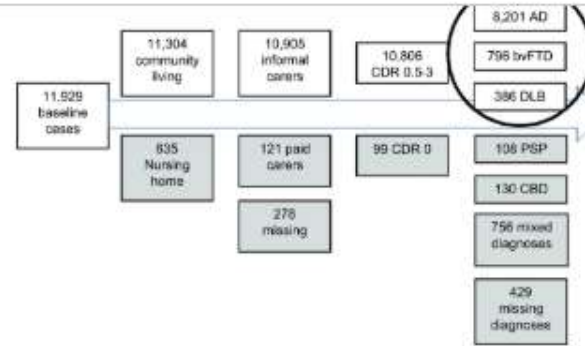 8,201 AD
11,304
community
living
10,905
informal
carers
10,806
CDR 0.5-3
796 bvFTD
11,929
baseline
cases
386 DLB
635
Nursing
home
121 paid
carers
99 CDR 0
108 PSP
130 CBD
278
missing
756 mixed
diagnoses
429
missing
diagnoses